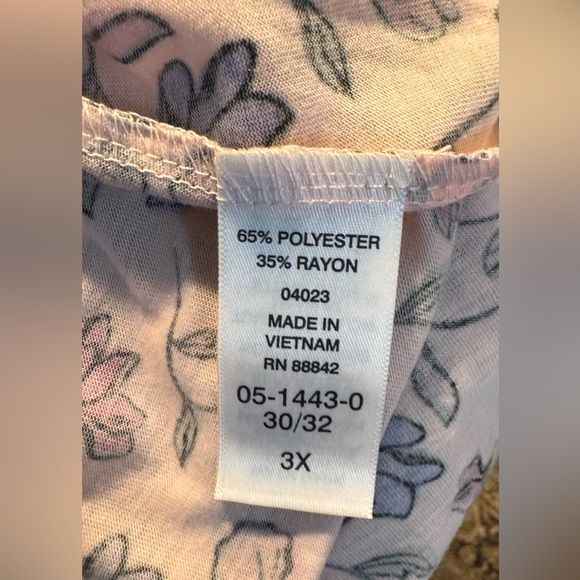 65% POLYESTER
35% RAYON
04023
MADE IN
VIETNAM
RN 88842
05-1443-0
30/32
3X